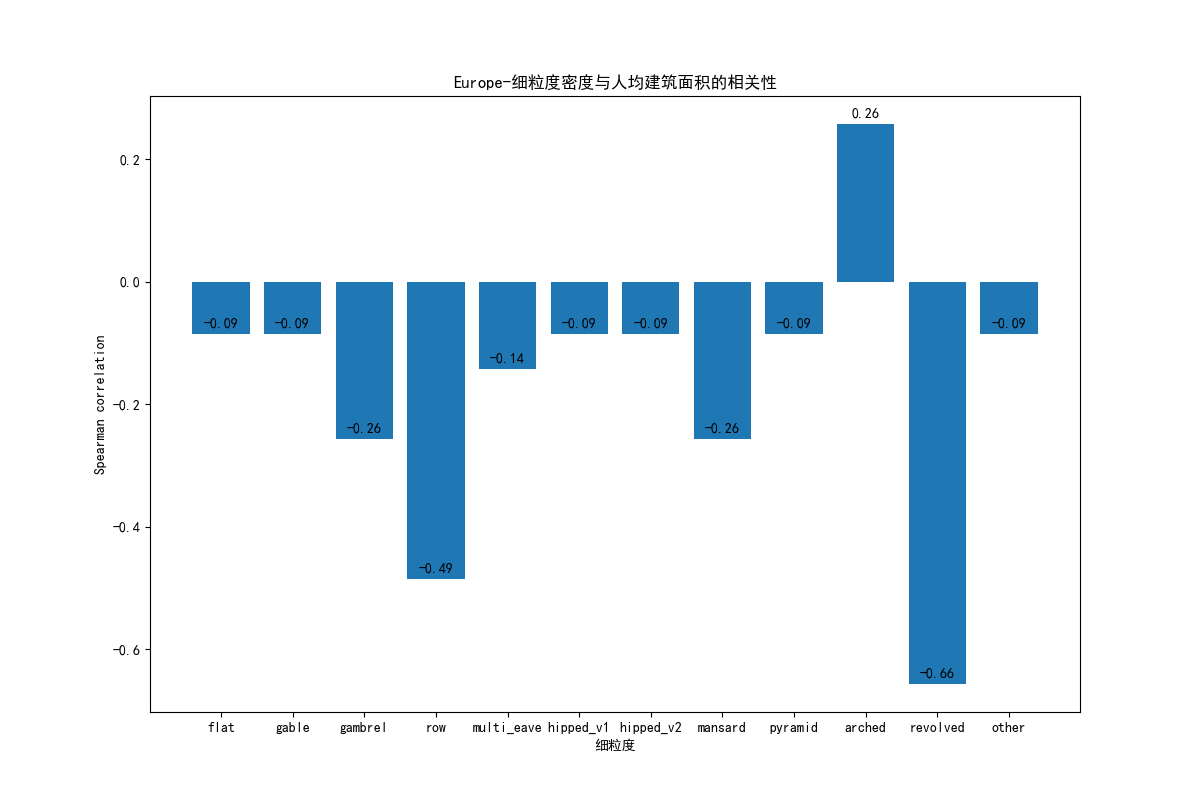 Europe-细粒度密度与人均建筑面积的相关性
0.26
0.2
0.0
-0.09 -0.09 -0.09 -0.09 -0.09 -0.09
-0.14
-0.2
-0.26 -0.26
-0.4
-0.49
-0.6
-0.66
Spearman correlation
flat gable gambrel row multi_eave hipped_v1 hipped_v2 mansard pyramid arched revolved other
细粒度